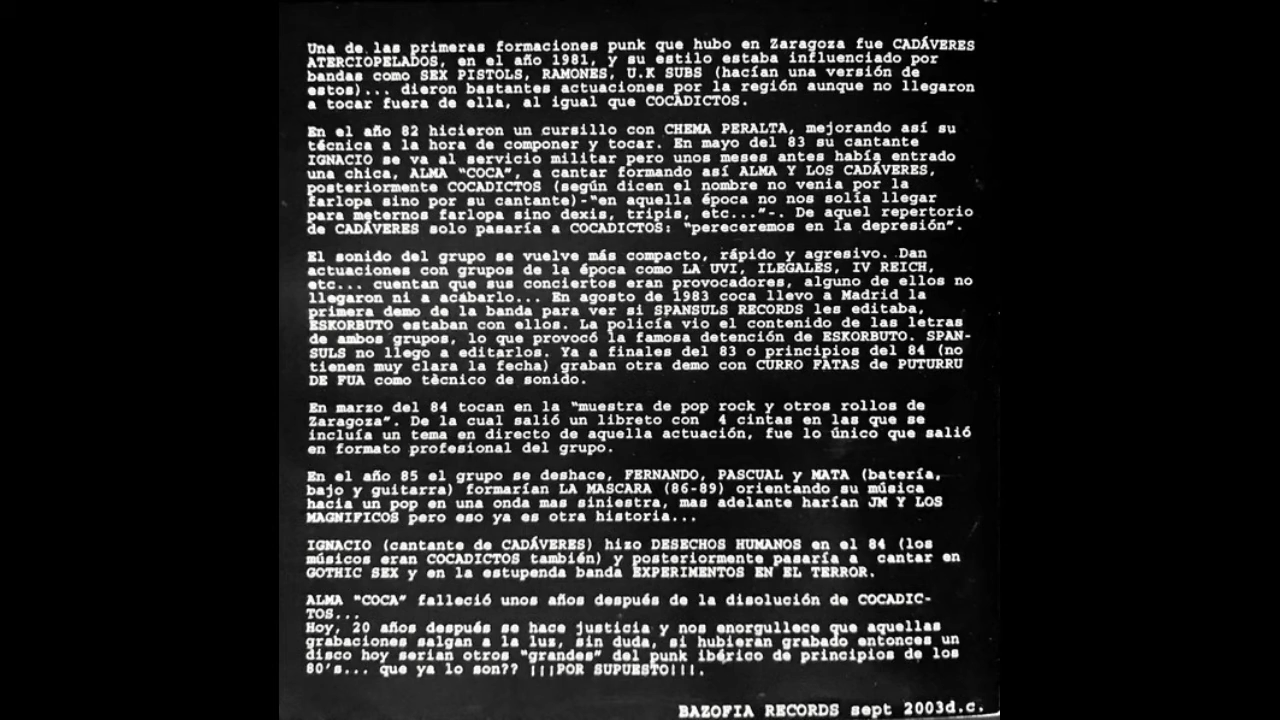 Una de las primeras formaciones punk que hubo en Zaragoza fue CADÁVERES
ATERCIOPELADOS, en el año 1981, y su estilo estaba influenciado por
bandas como SEX PISTOLS, RAMONES, U.K SUBS (hacían una versión de
estos)... dieron bastantes actuaciones por la región aunque no llegaron
a tocar fuera de ella, al igual que COCADICTOS.
En el año 82 hicieron un cursillo con CHEMA PERALTA, mejorando así su
técnica a la hora de componer y tocar. En mayo del 83 su cantante
IGNACIO se va al servicio militar pero unos meses antes había entrado
una chica, ALMA "COCA", a cantar formando así ALMA Y LOS CADÁVERES,
posteriormente COCADICTOS (según dicen el nombre no venia por la
farlopa sino por su cantante)-"en aquella época no nos solía llegar
para meternos farlopa sino dexis, tripis, etc..."-. De aquel repertorio
de CADÁVERES solo pasaría a COCADICTOS: "pereceremos en la depresión".
El sonido del grupo se vuelve más compacto, rápido y agresivo. Dan
actuaciones con grupos de la época como LA UVI, ILEGALES, IV REICH,
etc... cuentan que sus conciertos eran provocadores, alguno de ellos no
llegaron ni a acábarlo... En agosto de 1983 coca llevo a Madrid la
primera demo de la banda para ver si SPANSULS RECORDS les editaba,
ESKORBUTO estaban con ellos. La policía vio el contenido de las letras
de ambos grupos, lo que provocó la famosa detención de ESKORBUTO. SPAN-
SULS no llego a editarlos. Ya a finales del 83 o principios del 84 (no
tienen muy clara la fecha) graban otra demo con CURRO FATAS de PUTURRU
DE FUA como tècnico de sonido.
En marzo del 84 tocan en la "muestra de pop rock y otros rollos de
Zaragoza". De la cual salió un libreto con 4 cintas en las que se
incluía un tema en directo de aquella actuación, fue lo único que salió
en formato profesional del grupo.
En el año 85 el grupo se deshace, FERNANDO, PASCUAL y MATA (batería,
bajo y guitarra) formarían LA MASCARA (86-89) orientando su música
hacia un pop en una onda mas siniestra, mas adelante harían JM Y LOS
MAGNIFICOS pero eso ya es otra historia...
IGNACIO (cantante de CADÁVERES) hizo DESECHOS HUMANOS en el 84 (los
músicos eran COCADICTOS también) y posteriormente pasaría a cantar en
GOTHIC SEX y en la estupenda banda EXPERIMENTOS EN EL TERROR.
ALMA "COCA" falleció unos años después de la disolución de COCADIC-
TOS...
Hoy, 20 años después se hace justicia y nos enorgullece que aquellas
grabaciones salgan a la luz, sin duda, si hubieran grabado entonces un
disco hoy serian otros "grandes" del punk ibérico de principios de los
80's... que ya lo son?? ¡¡¡POR SUPUESTO!!!.
BAZOFIA RECORDS sept 2003d.c.